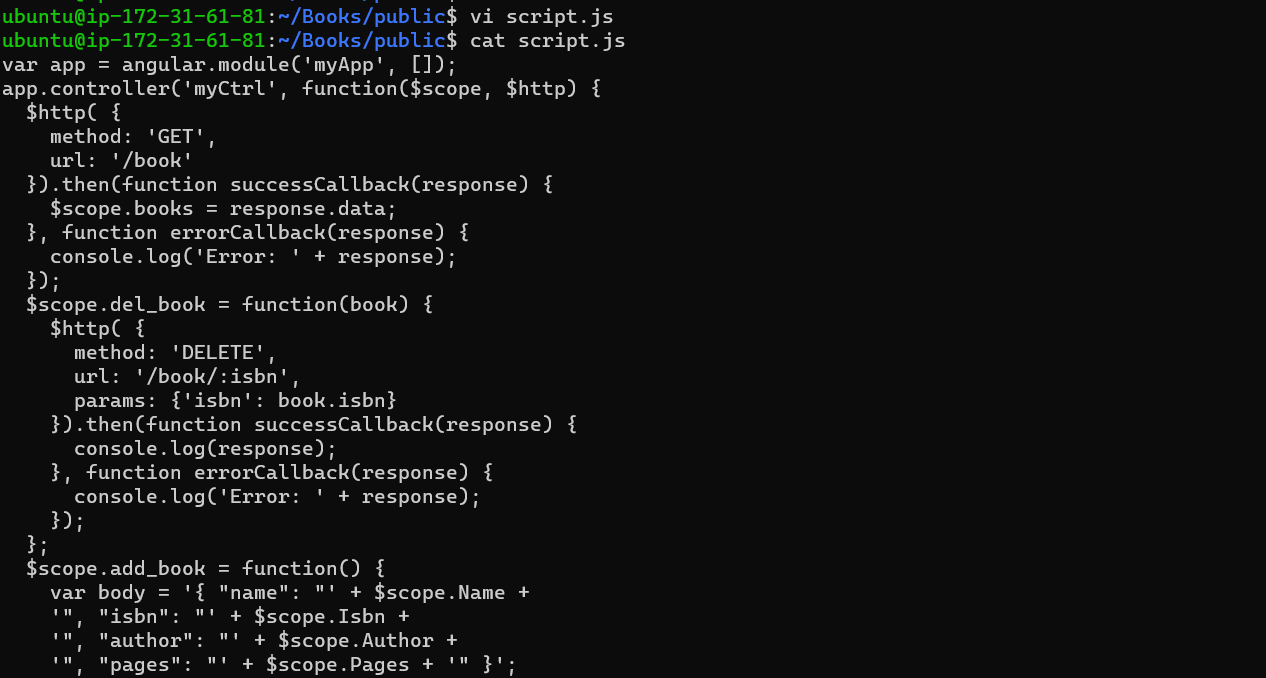 ubuntu@ip-172-31-61-81:~/Books/public$ vi script.js
ubuntu@ip-172-31-61-81:~/Books/public$ cat script.js
var app = angular.module('myApp', []);
app.controller('myCtrl', function($scope, $http) {
  $http( {
    method: 'GET',
    url: '/book'
  }).then(function successCallback(response) {
    $scope.books = response.data;
  }, function errorCallback(response) {
    console.log('Error: ' + response);
  });
  $scope.del_book = function(book) {
    $http( {
      method: 'DELETE',
      url: '/book/:isbn',
      params: {'isbn': book.isbn}
    }).then(function successCallback(response) {
      console.log(response);
    }, function errorCallback(response) {
      console.log('Error: ' + response);
    });
  };
  $scope.add_book = function() {
    var body = '{ "name": "' + $scope.Name +
    '", "isbn": "' + $scope.Isbn +
    '", "author": "' + $scope.Author +
    '", "pages": "' + $scope.Pages + '" }';